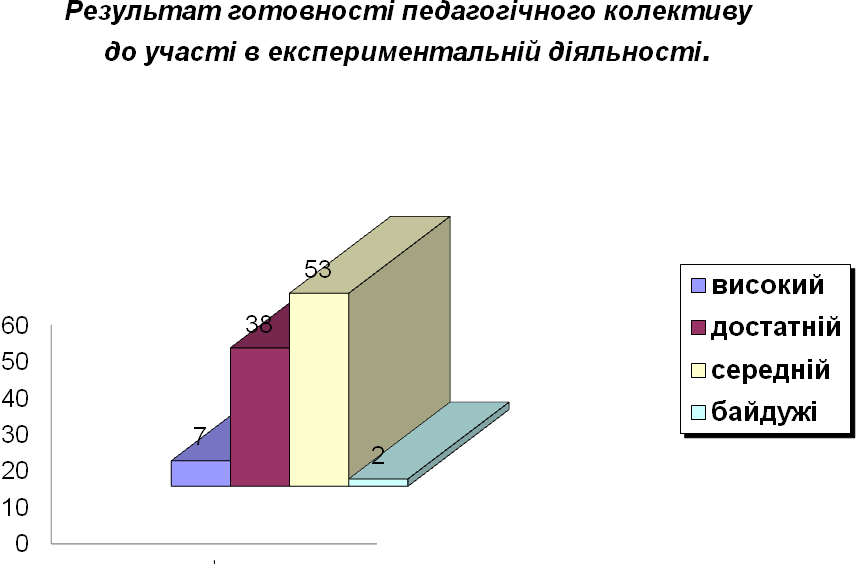 Результат готовності педагогічного колективу
до участі в експериментальній діяльності.
53
38
7
2
60
50
40
30
20
10
0
високий
достатній
середній
байдужі